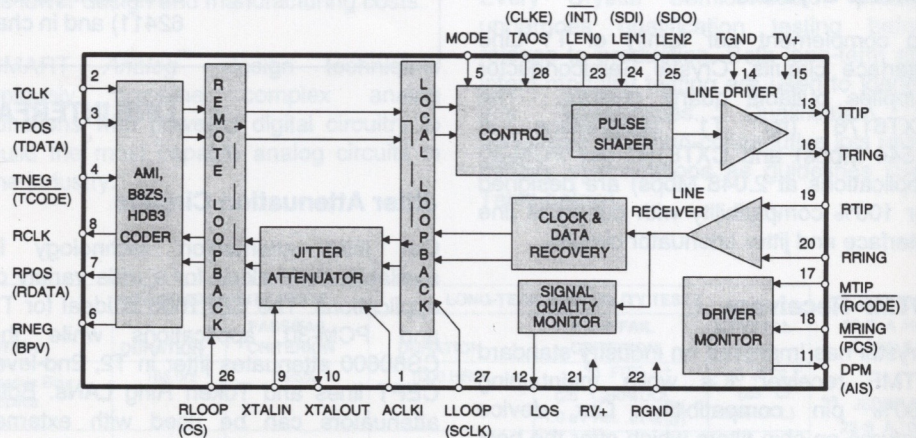 62411) and in char
(CLKE) (INT) (SDI) (SDO)
MODE TAOS LEN0 LEN1 LEN2 TGND TV+
5 28 23 24 25 14 15
TCLK 2
TPOS 3
(TDATA)
TNEG 4
(TCODE)
RCLK 8
RPOS 7
(RDATA)
RNEG 6
(BPV)
AMI,
B8ZS,
HDB3
CODER
REMOTE LOOPBACK
JITTER
ATTENUATOR
LOCAL LOOPBACK
CONTROL
PULSE
SHAPER
LINE DRIVER
CLOCK &
DATA
RECOVERY
LINE
RECEIVER
SIGNAL
QUALITY
MONITOR
DRIVER
MONITOR
13 TTIP
16 TRING
19 RTIP
20 RRING
17 MTIP
(RCODE)
18 MRING
(PCS)
11 DPM
(AIS)
26 9 10 1 27 12 21 22
RLOOP XTALIN XTALOUT ACLKI LLOOP LOS RV+ RGND
(CS) (SCLK)